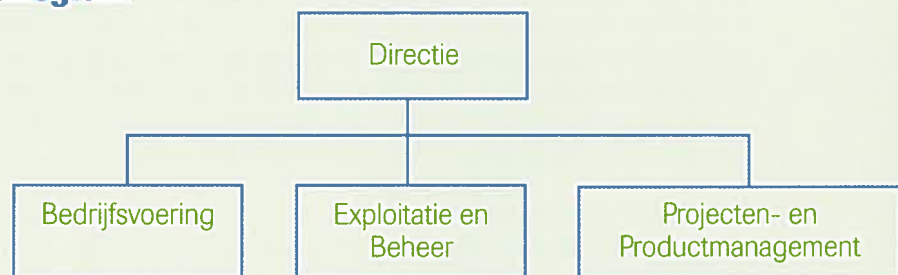 Directie
Bedrijfsvoering
Exploitatie en
Beheer
Projecten- en
Productmanagement